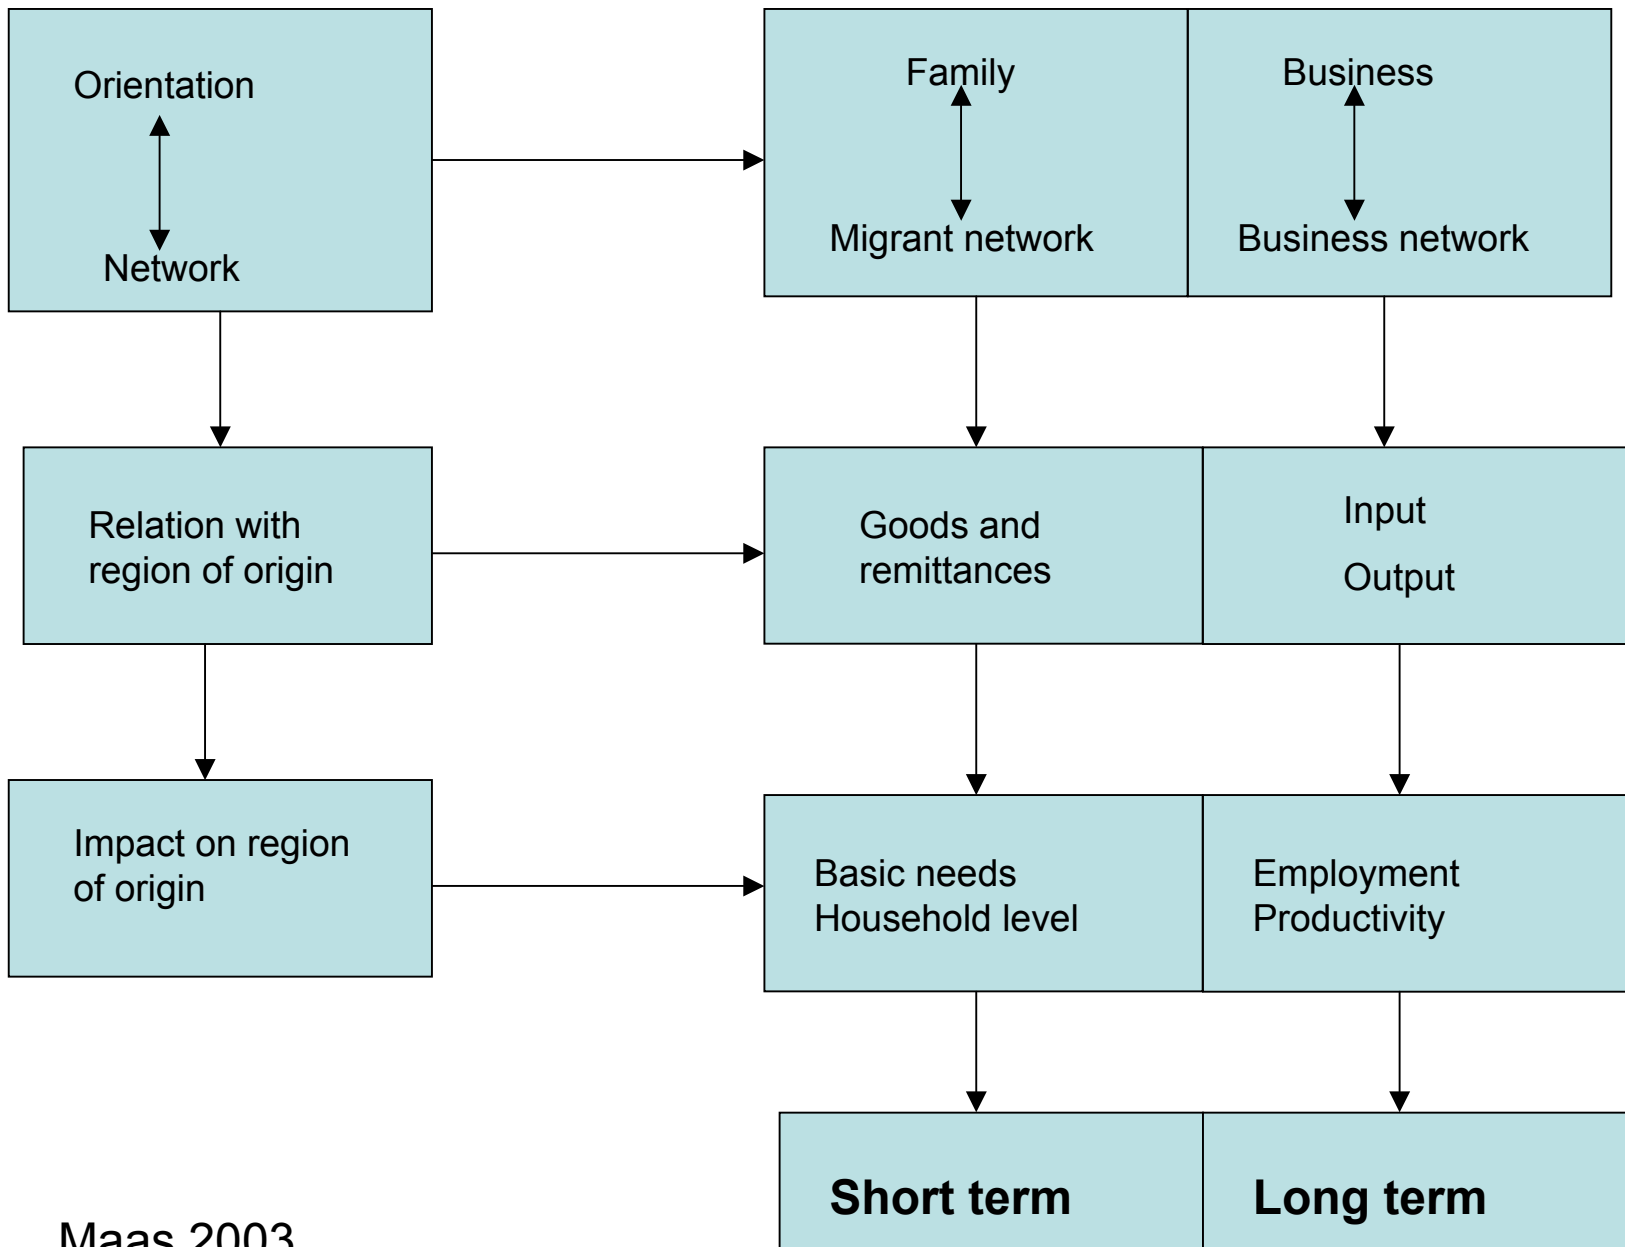 Orientation
Network
Family
Migrant network
Business
Business network
Relation with
region of origin
Goods and
remittances
Input
Output
Impact on region
of origin
Basic needs
Household level
Employment
Productivity
Short term
Long term
Maas 2003